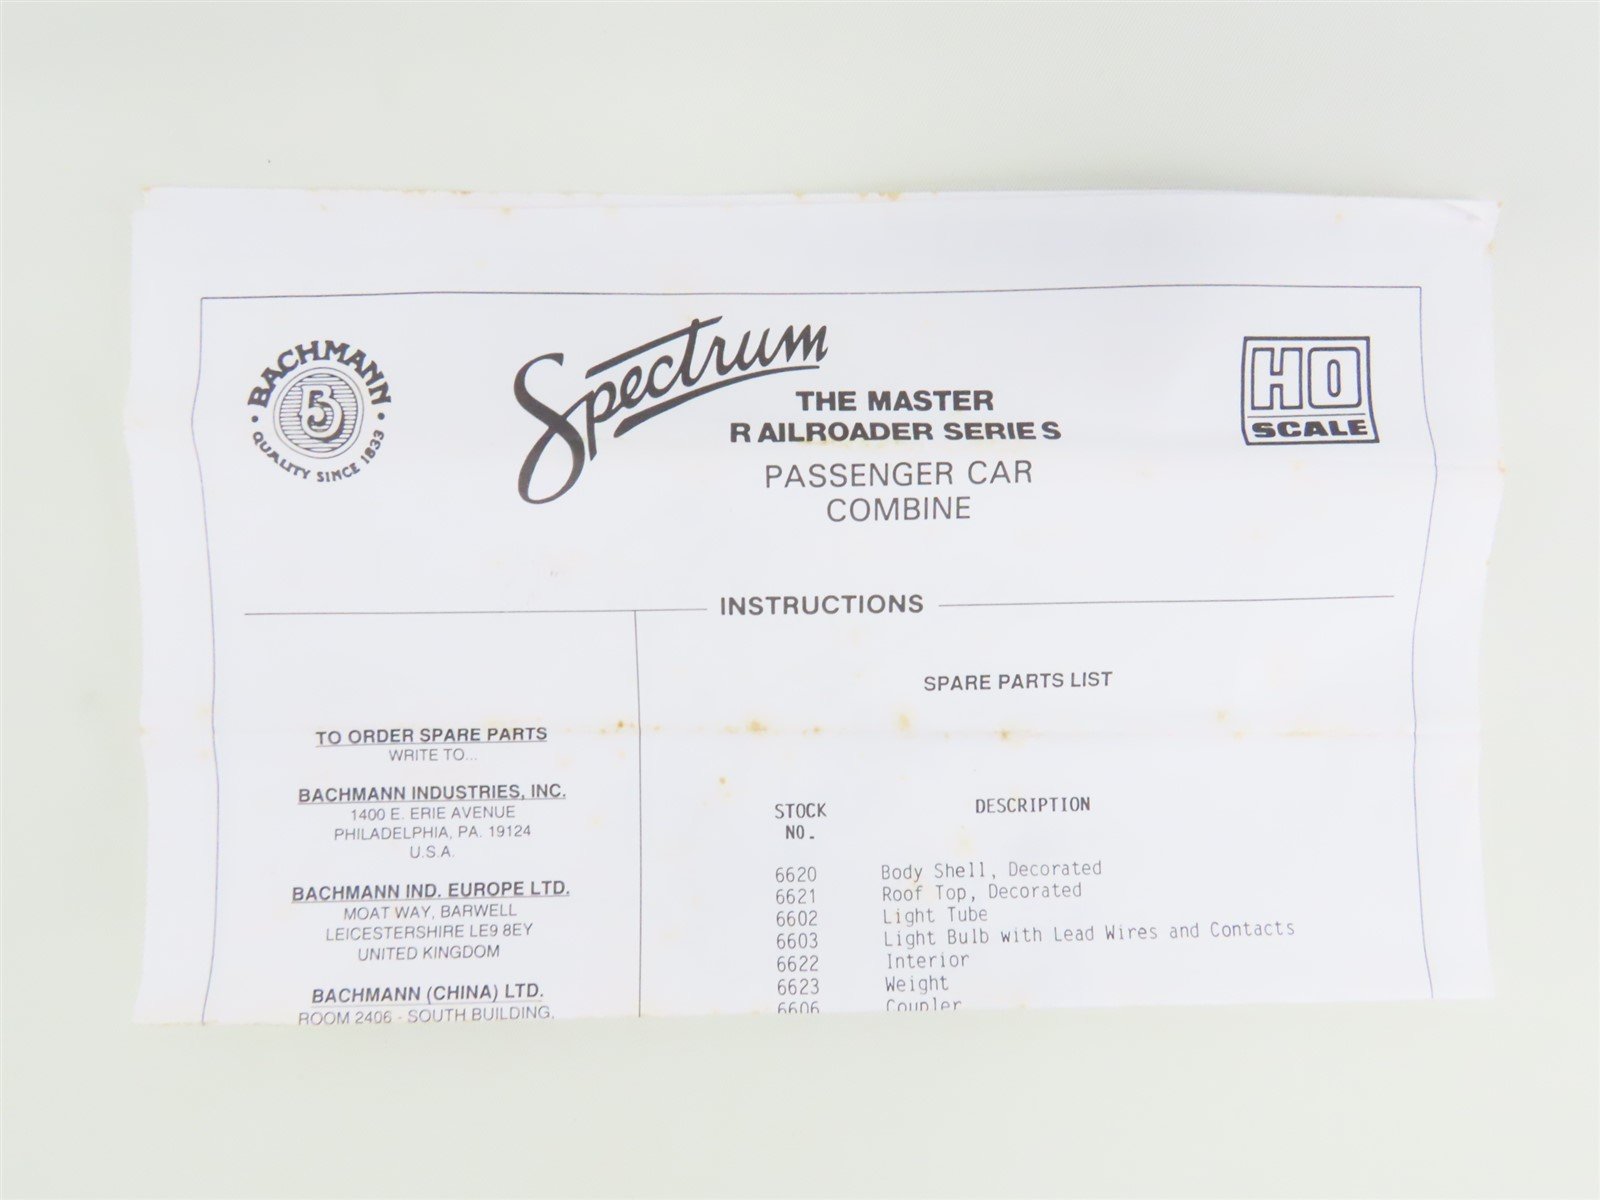 BACHMANN
B
QUALITY SINCE 1833
Spectrum
THE MASTER
RAILROADER SERIES
PASSENGER CAR
COMBINE
HO
SCALE
INSTRUCTIONS
TO ORDER SPARE PARTS
WRITE TO...
BACHMANN INDUSTRIES, INC.
1400 E. ERIE AVENUE
PHILADELPHIA, PA. 19124
U.S.A.
BACHMANN IND. EUROPE LTD.
MOAT WAY, BARWELL
LEICESTERSHIRE LE9 8EY
UNITED KINGDOM
BACHMANN (CHINA) LTD.
ROOM 2406 - SOUTH BUILDING,
SPARE PARTS LIST
STOCK DESCRIPTION
NO.
6620 Body Shell, Decorated
6621 Roof Top, Decorated
6602 Light Tube
6603 Light Bulb with Lead Wires and Contacts
6622 Interior
6623 Weight
6606 Coupler